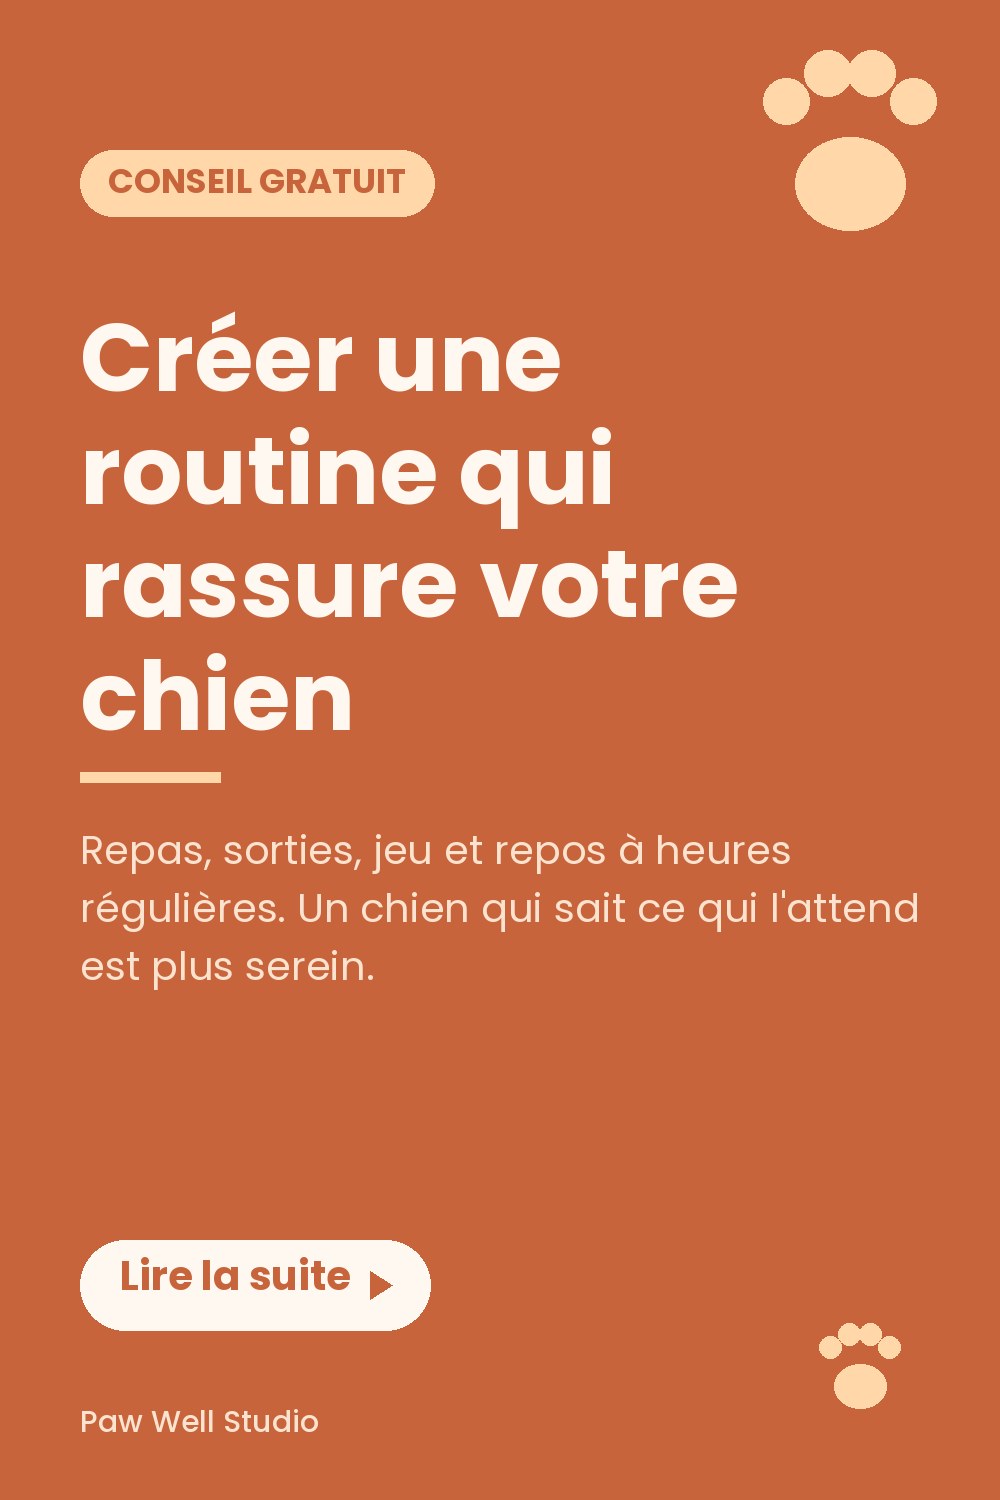 CONSEIL GRATUIT
Créer une
routine qui
rassure votre
chien
Repas, sorties, jeu et repos à heures
régulières. Un chien qui sait ce qui l'attend
est plus serein.
Lire la suite
Paw Well Studio